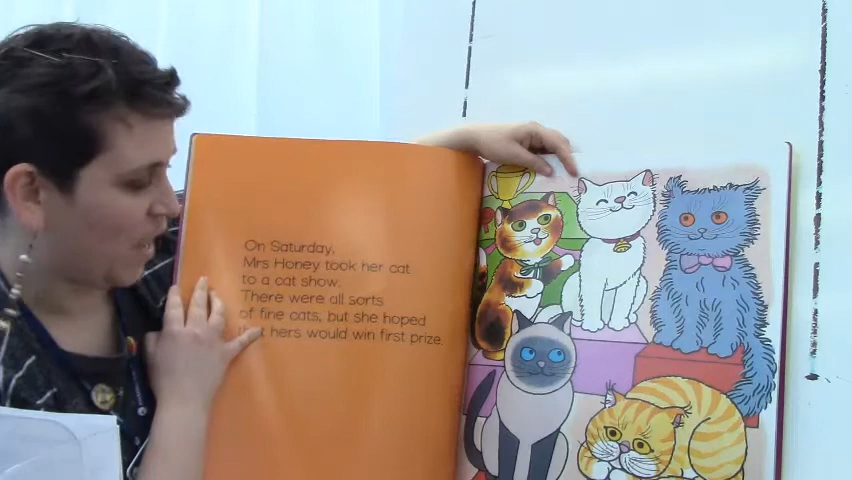 On Saturday,
Mrs Honey took her cat
to a cat show.
There were all sorts
of fine cats, but she hoped
that hers would win first prize.